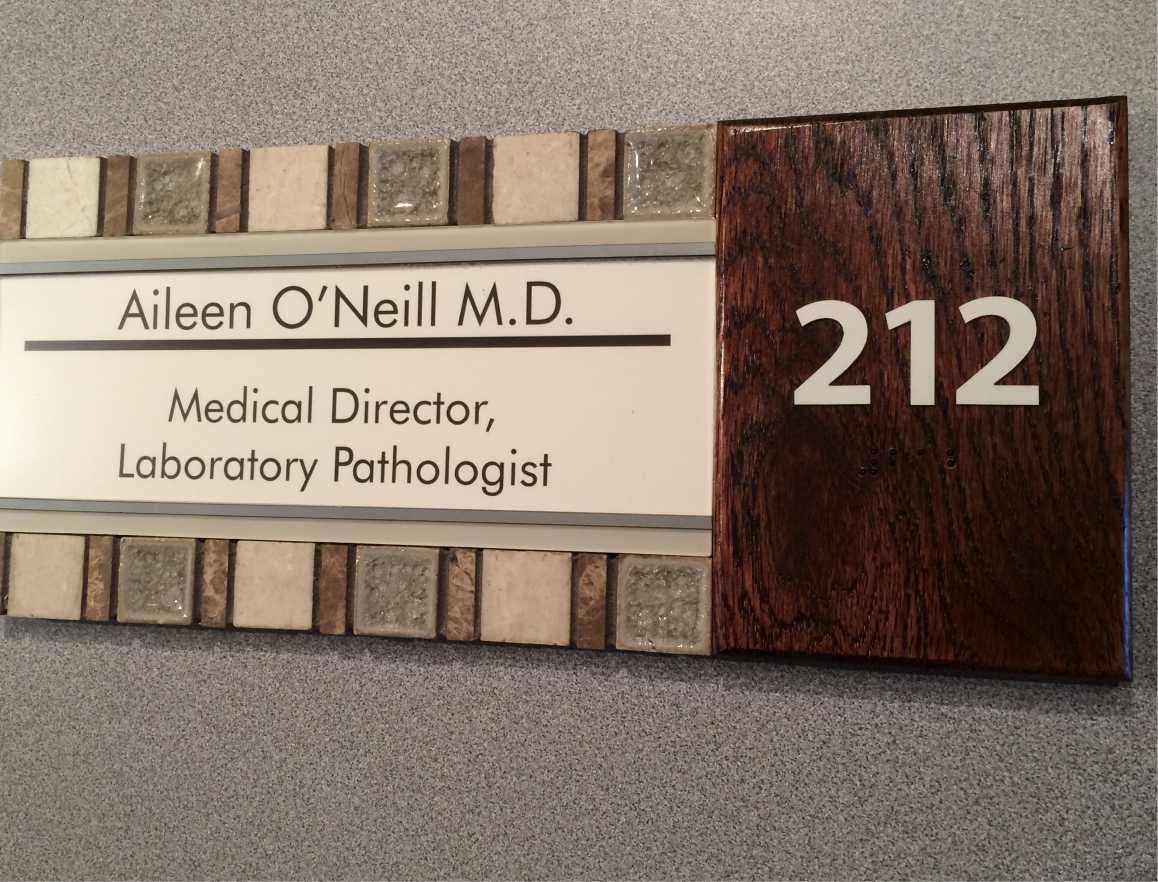 Aileen O'Neill M.D.
Medical Director,
Laboratory Pathologist
212